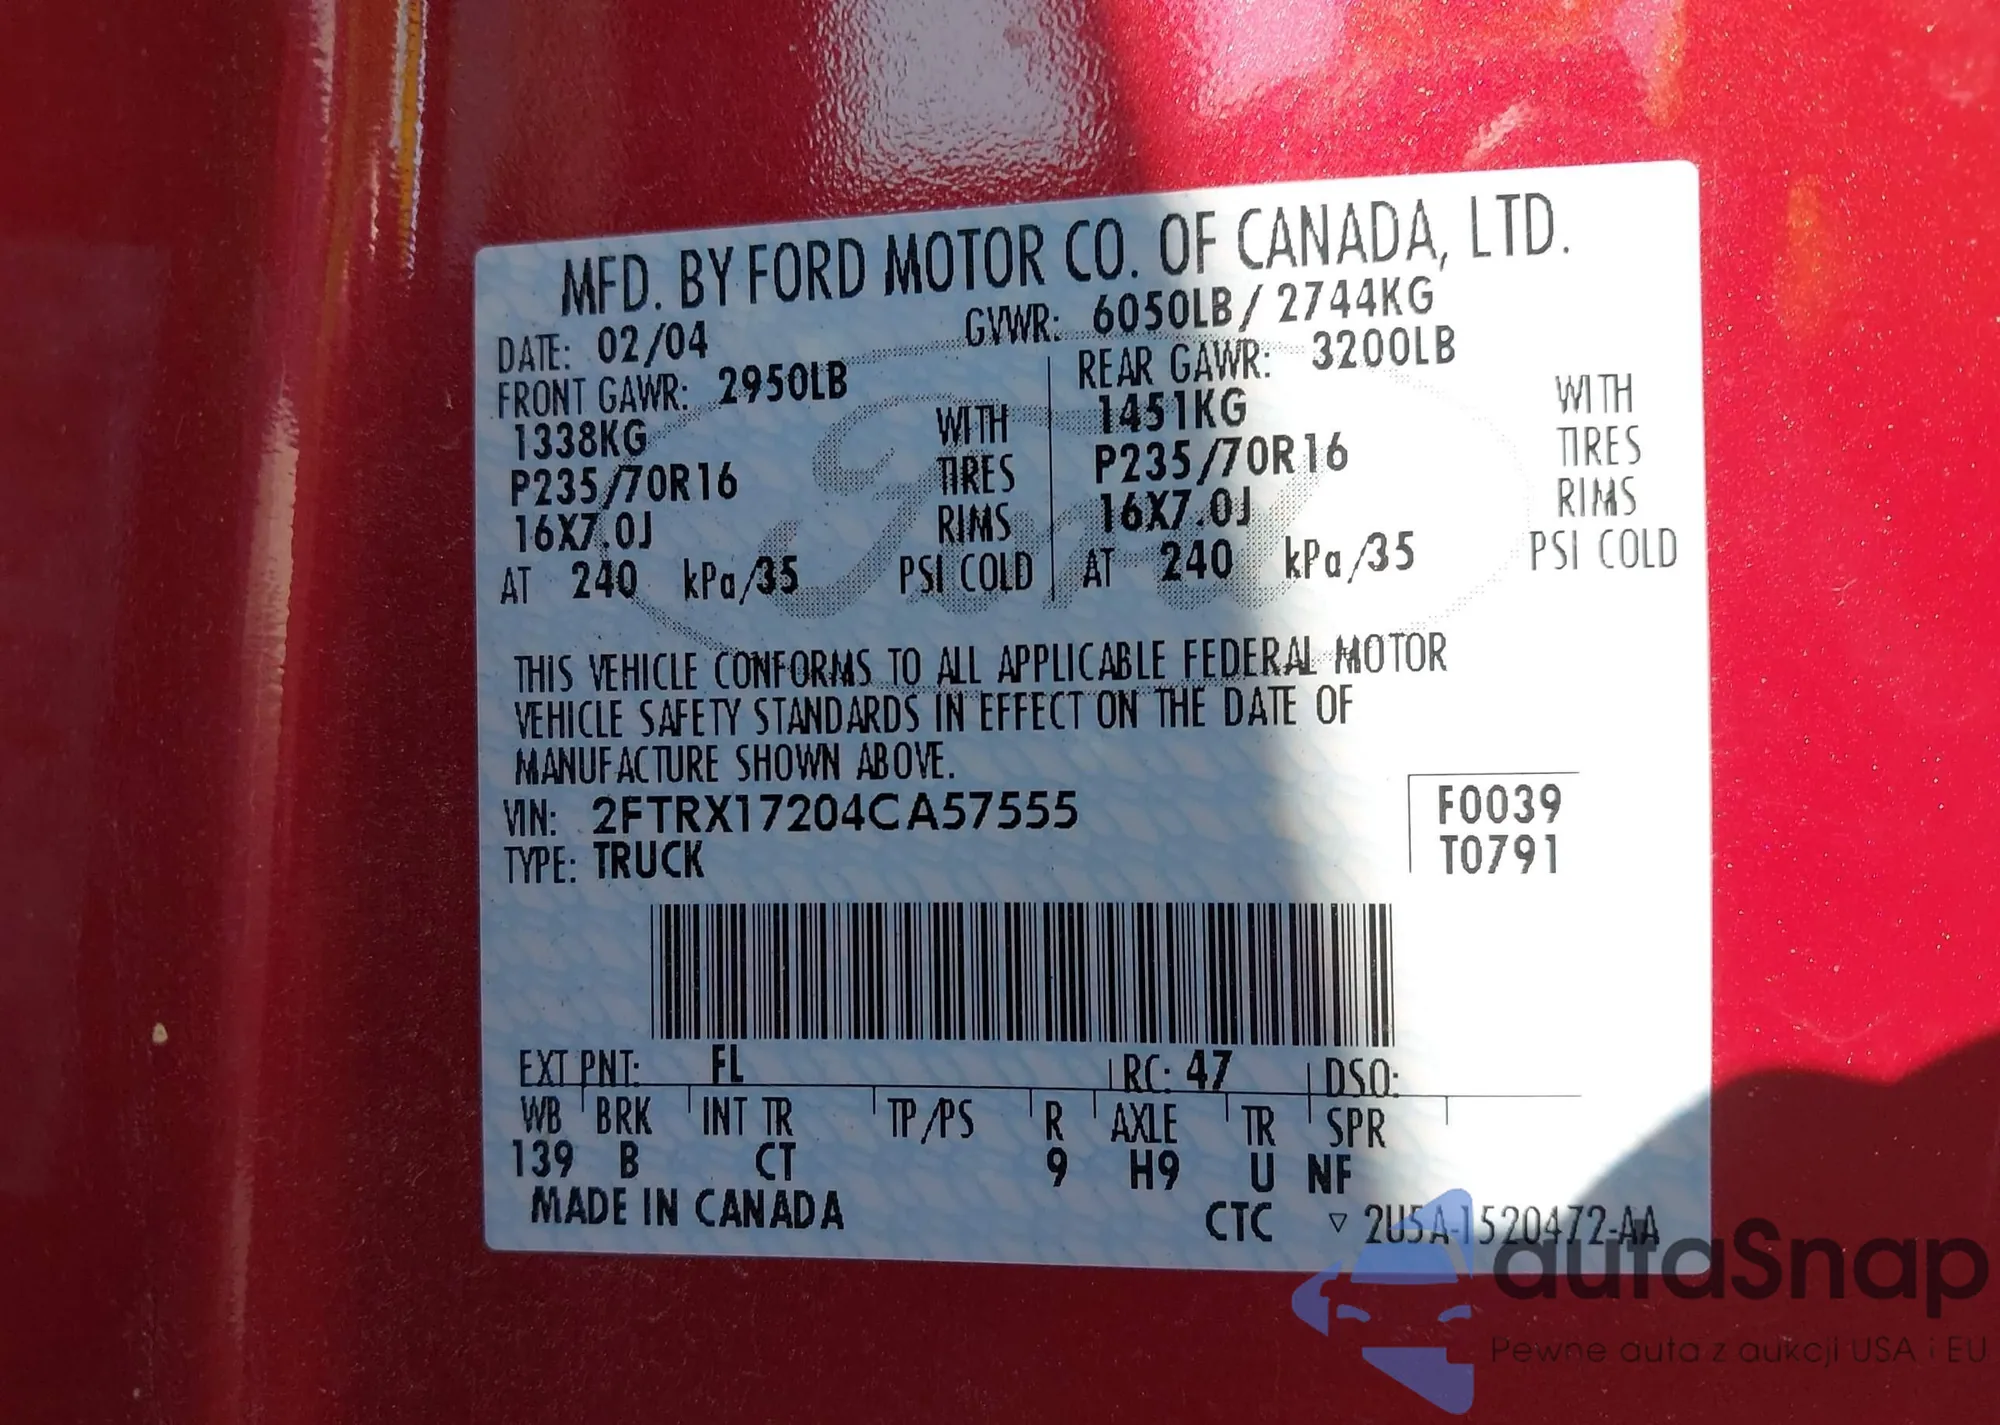 MFD. BY FORD MOTOR CO. OF CANADA, LTD.
DATE: 02/04 GVWR: 6050LB / 2744KG
FRONT GAWR: 2950LB REAR GAWR: 3200LB
1338KG WITH 1451KG WITH
P235/70R16 TIRES P235/70R16 TIRES
16X7.0J RIMS 16X7.0J RIMS
AT 240 kPa/35 PSI COLD AT 240 kPa/35 PSI COLD
Ford
THIS VEHICLE CONFORMS TO ALL APPLICABLE FEDERAL MOTOR
VEHICLE SAFETY STANDARDS IN EFFECT ON THE DATE OF
MANUFACTURE SHOWN ABOVE.
VIN: 2FTRX17204CA57555 F0039
TYPE: TRUCK T0791
EXT PNT: FL RC: 47 DSO:
WB BRK INT TR TP/PS R AXLE TR SPR
139 B CT 9 H9 U NF
MADE IN CANADA CTC ▽ 2U5A-1520472-AA
autaSnap
Pewne auta z aukcji USA i EU